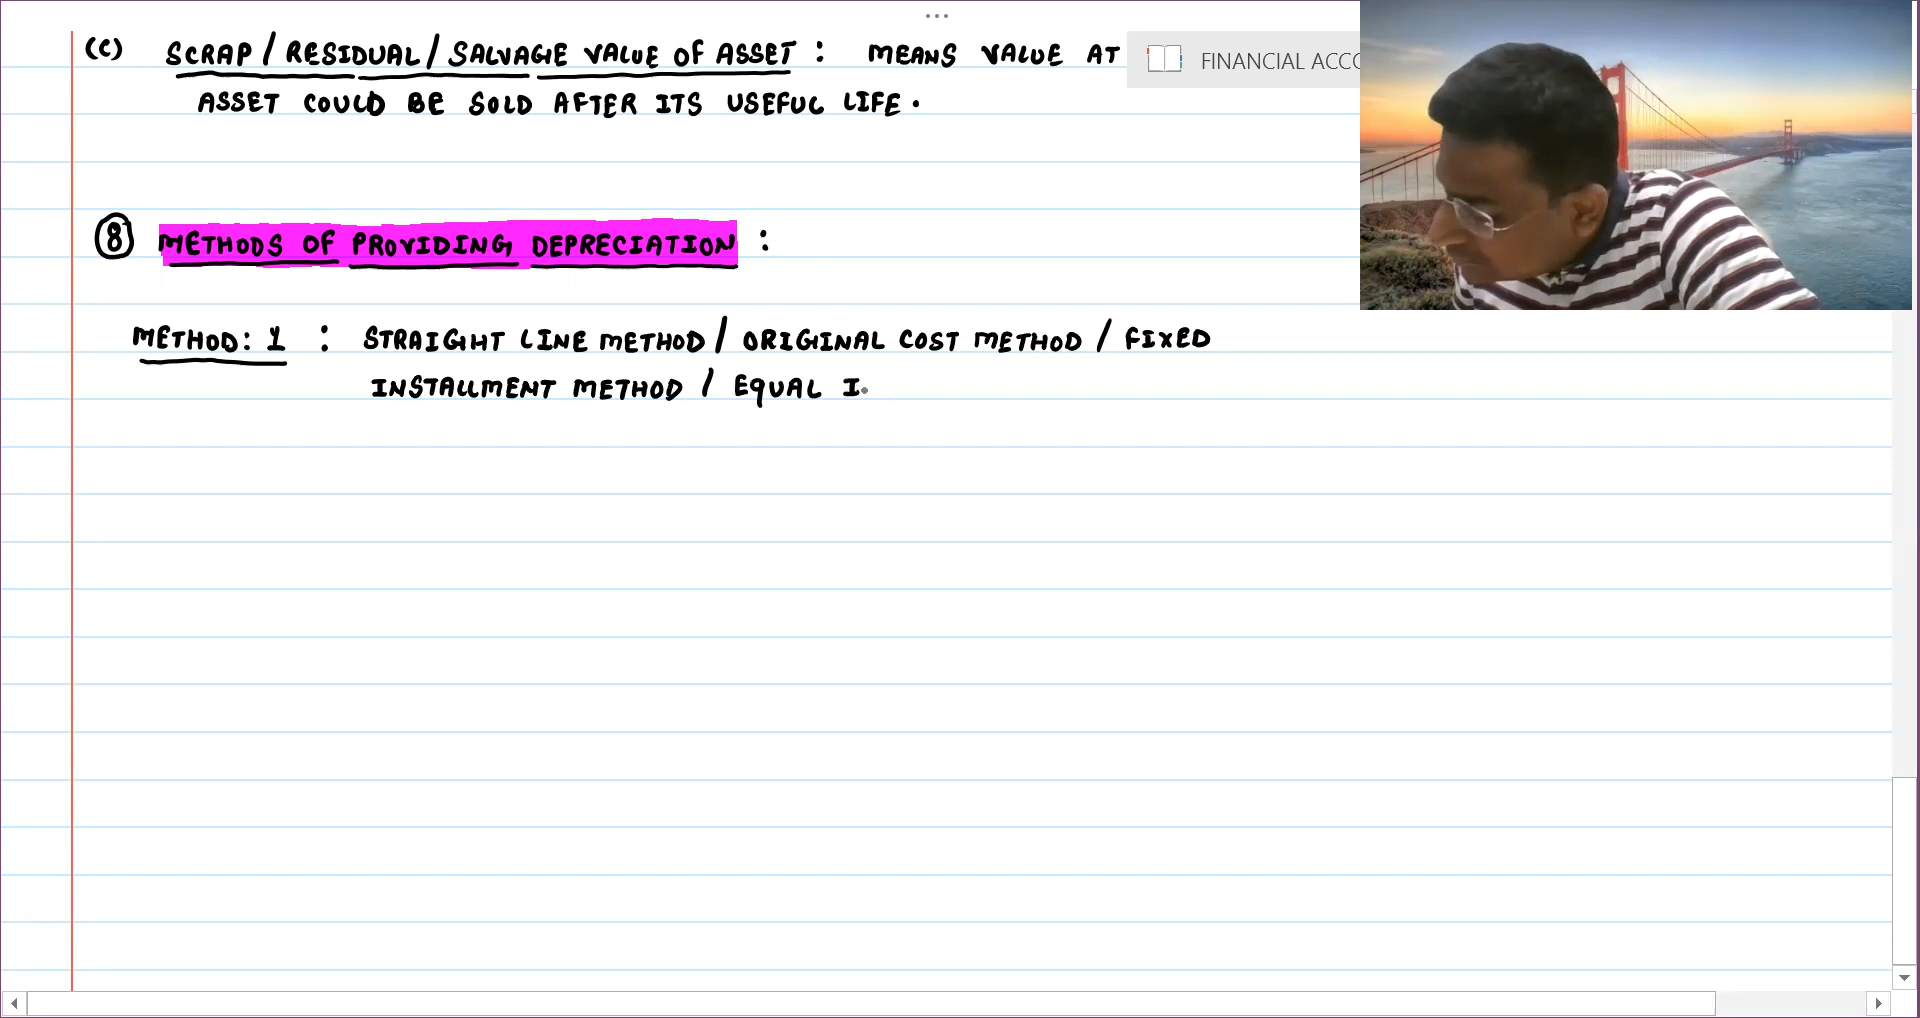 (C) SCRAP / RESIDUAL / SALVAGE VALUE OF ASSET : MEANS VALUE AT
FINANCIAL ACCO
ASSET COULD BE SOLD AFTER ITS USEFUL LIFE.
8 METHODS OF PROVIDING DEPRECIATION :
METHOD: 1 : STRAIGHT LINE METHOD / ORIGINAL COST METHOD / FIXED
INSTALLMENT METHOD / EQUAL I